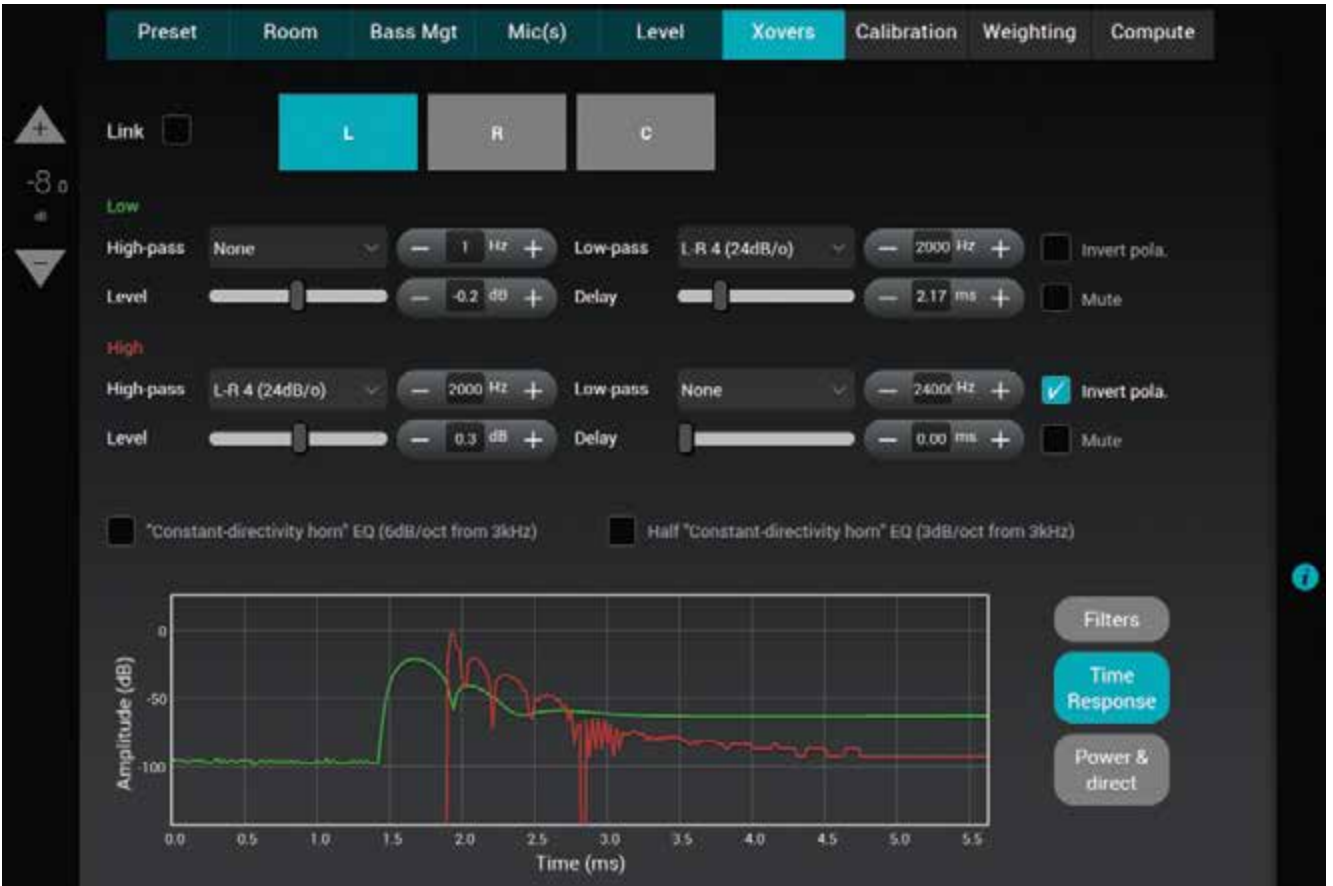 Preset Room Bass Mgt Mic(s) Level Xovers Calibration Weighting Compute
+ Link L R C
-8.0
dB
−
Low
High-pass None − 1 Hz + Low-pass L-R 4 (24dB/o) − 2000 Hz + Invert pola.
Level − -0.2 dB + Delay − 2.17 ms + Mute
High
High-pass L-R 4 (24dB/o) − 2000 Hz + Low-pass None − 2400 Hz + ✓ Invert pola.
Level − 0.3 dB + Delay − 0.00 ms + Mute
"Constant-directivity horn" EQ (6dB/oct from 3kHz) Half "Constant-directivity horn" EQ (3dB/oct from 3kHz)
i
Filters
Time
Response
Power &
direct
Amplitude (dB)
0
-50
-100
0.0 0.5 1.0 1.5 2.0 2.5 3.0 3.5 4.0 4.5 5.0 5.5
Time (ms)